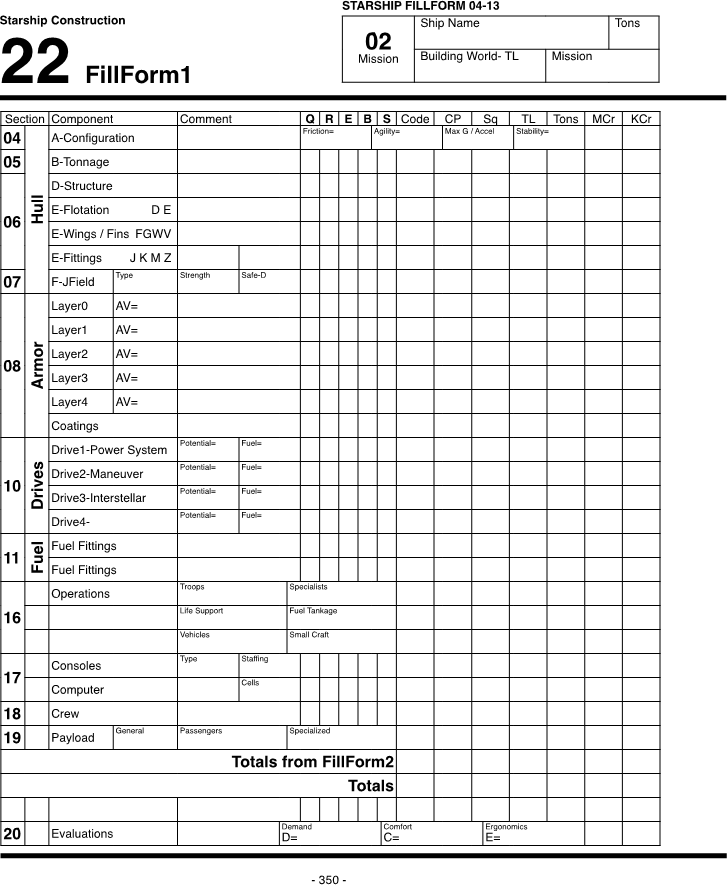 STARSHIP FILLFORM 04-13
Starship Construction
22 FillForm1
02
Mission
Ship Name
Tons
Building World- TL
Mission
Section Component Comment Q R E B S Code CP Sq TL Tons MCr KCr
04 A-Configuration Friction= Agility= Max G / Accel Stability=
05 B-Tonnage
Hull
06
D-Structure
E-Flotation D E
E-Wings / Fins FGWV
E-Fittings J K M Z
07 F-JField Type Strength Safe-D
08
Armor
Layer0 AV=
Layer1 AV=
Layer2 AV=
Layer3 AV=
Layer4 AV=
Coatings
10
Drives
Drive1-Power System Potential= Fuel=
Drive2-Maneuver Potential= Fuel=
Drive3-Interstellar Potential= Fuel=
Drive4- Potential= Fuel=
11
Fuel
Fuel Fittings
Fuel Fittings
16
Operations Troops Specialists
Life Support Fuel Tankage
Vehicles Small Craft
17
Consoles Type Staffing
Computer Cells
18 Crew
19 Payload General Passengers Specialized
Totals from FillForm2
Totals
20 Evaluations Demand D= Comfort C= Ergonomics E=
- 350 -